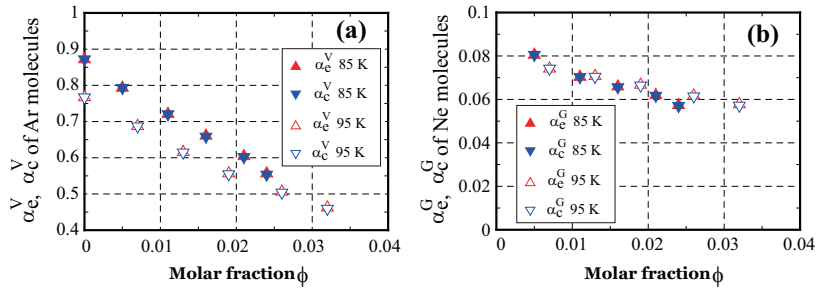 (a)
α_e^V, α_c^V of Ar molecules
1
0.9
0.8
0.7
0.6
0.5
0.4
0
0.01
0.02
0.03
0.04
Molar fraction ϕ
α_e^V 85 K
α_c^V 85 K
α_e^V 95 K
α_c^V 95 K
(b)
α_e^G, α_c^G of Ne molecules
0.1
0.08
0.06
0.04
0.02
0
0
0.01
0.02
0.03
0.04
Molar fraction ϕ
α_e^G 85 K
α_c^G 85 K
α_e^G 95 K
α_c^G 95 K